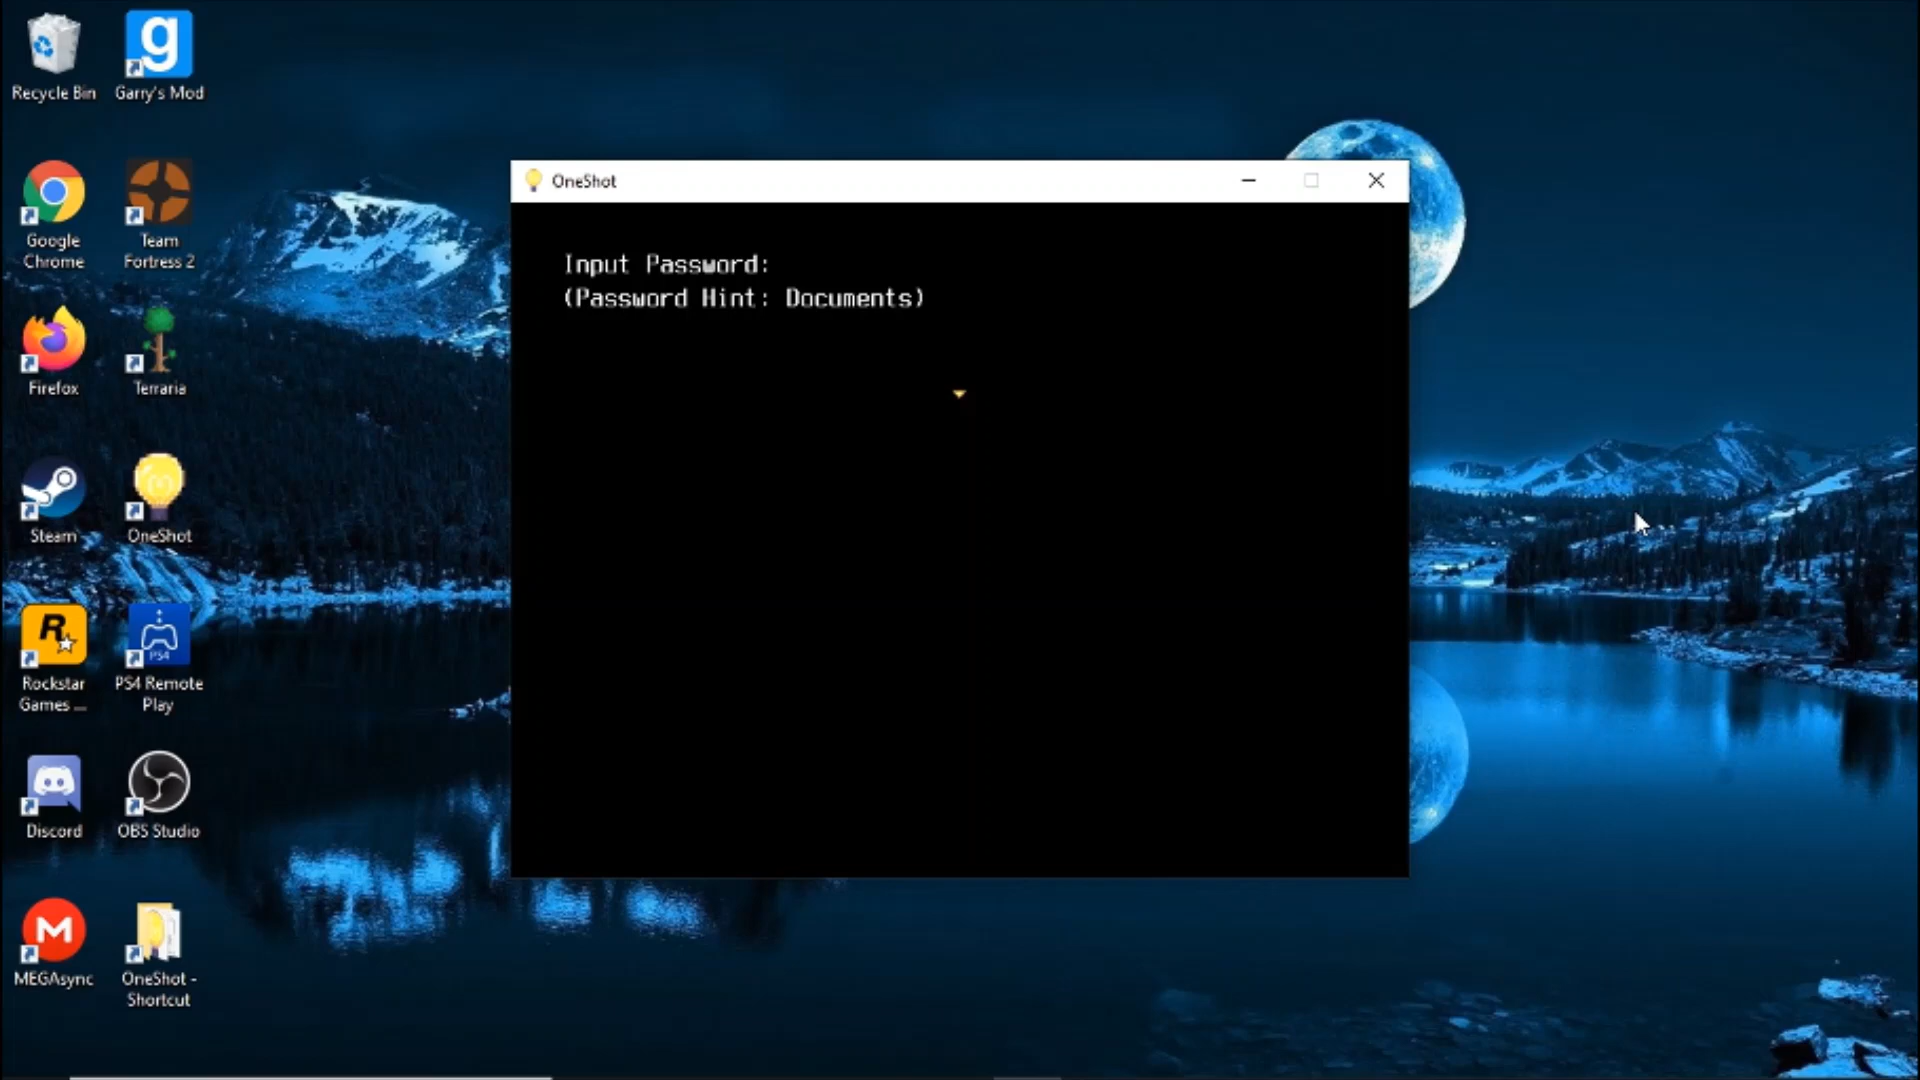 Recycle Bin
Garry's Mod
Google
Chrome
Team
Fortress 2
Firefox
Terraria
Steam
OneShot
Rockstar
Games ...
PS4
PS4 Remote
Play
Discord
OBS Studio
MEGAsync
OneShot -
Shortcut
OneShot
Input Password:
(Password Hint: Documents)